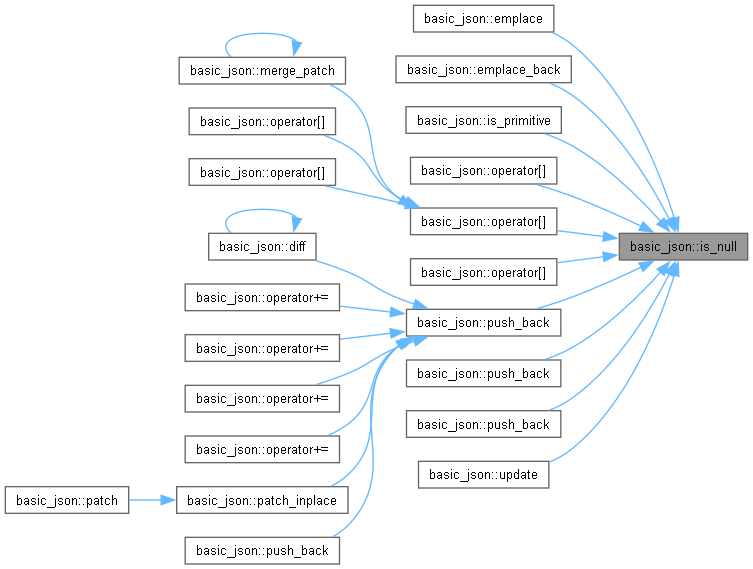 basic_json::emplace
basic_json::merge_patch
basic_json::emplace_back
basic_json::operator[]
basic_json::is_primitive
basic_json::operator[]
basic_json::operator[]
basic_json::operator[]
basic_json::diff
basic_json::is_null
basic_json::operator[]
basic_json::operator+=
basic_json::push_back
basic_json::operator+=
basic_json::push_back
basic_json::operator+=
basic_json::push_back
basic_json::operator+=
basic_json::update
basic_json::patch
basic_json::patch_inplace
basic_json::push_back